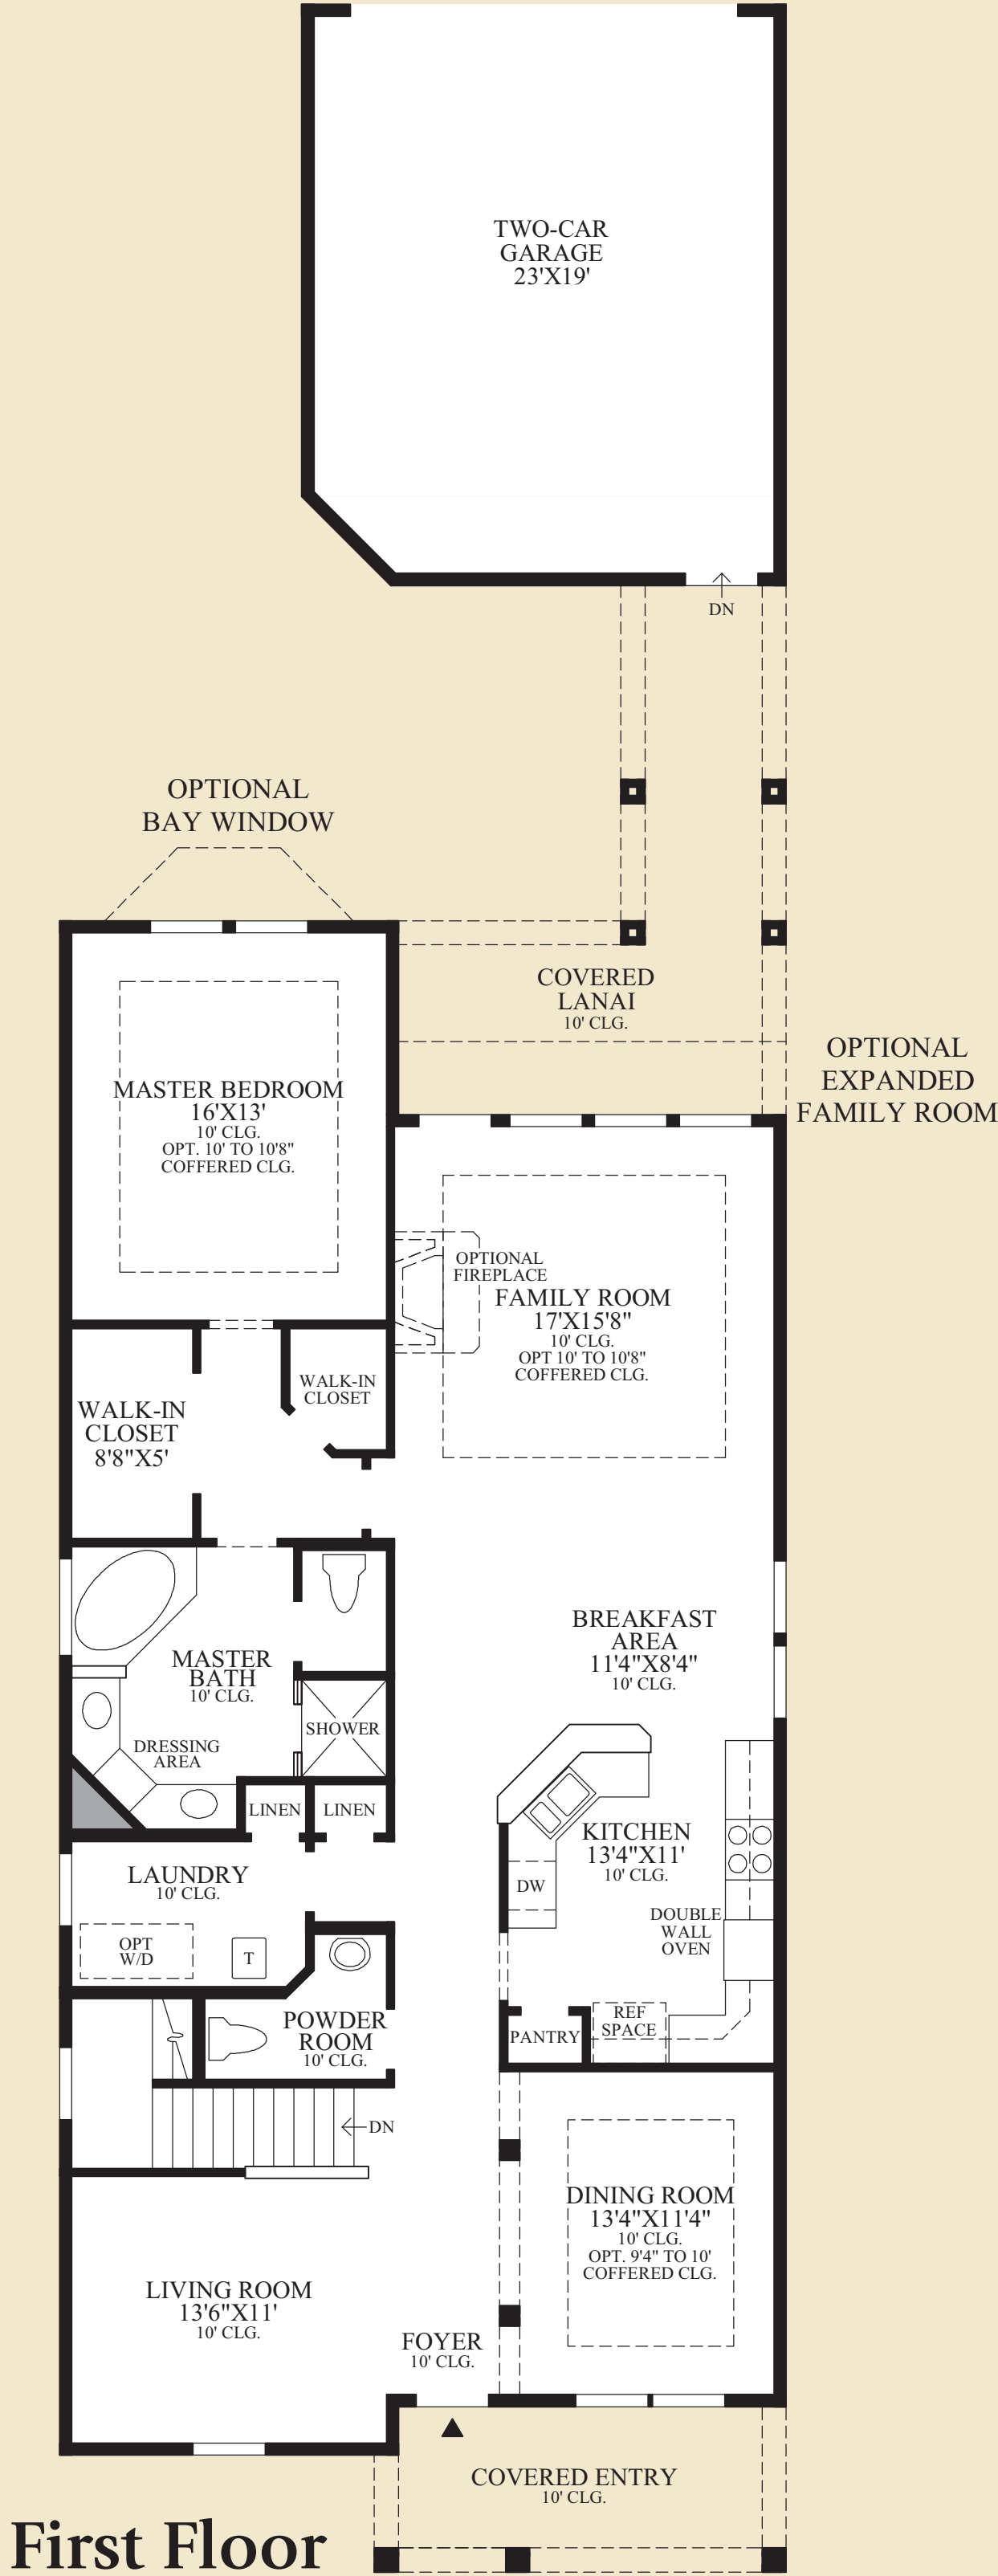 TWO-CAR
GARAGE
23'X19'
DN
OPTIONAL
BAY WINDOW
COVERED
LANAI
10' CLG.
OPTIONAL
EXPANDED
FAMILY ROOM
MASTER BEDROOM
16'X13'
10' CLG.
OPT. 10' TO 10'8"
COFFERED CLG.
OPTIONAL
FIREPLACE
FAMILY ROOM
17'X15'8"
10' CLG.
OPT 10' TO 10'8"
COFFERED CLG.
WALK-IN
CLOSET
WALK-IN
CLOSET
8'8"X5'
BREAKFAST
AREA
11'4"X8'4"
10' CLG.
MASTER
BATH
10' CLG.
SHOWER
DRESSING
AREA
LINEN
LINEN
KITCHEN
13'4"X11'
10' CLG.
LAUNDRY
10' CLG.
DW
DOUBLE
WALL
OVEN
OPT
W/D
T
REF
SPACE
PANTRY
POWDER
ROOM
10' CLG.
DN
DINING ROOM
13'4"X11'4"
10' CLG.
OPT. 9'4" TO 10'
COFFERED CLG.
LIVING ROOM
13'6"X11'
10' CLG.
FOYER
10' CLG.
COVERED ENTRY
10' CLG.
First Floor